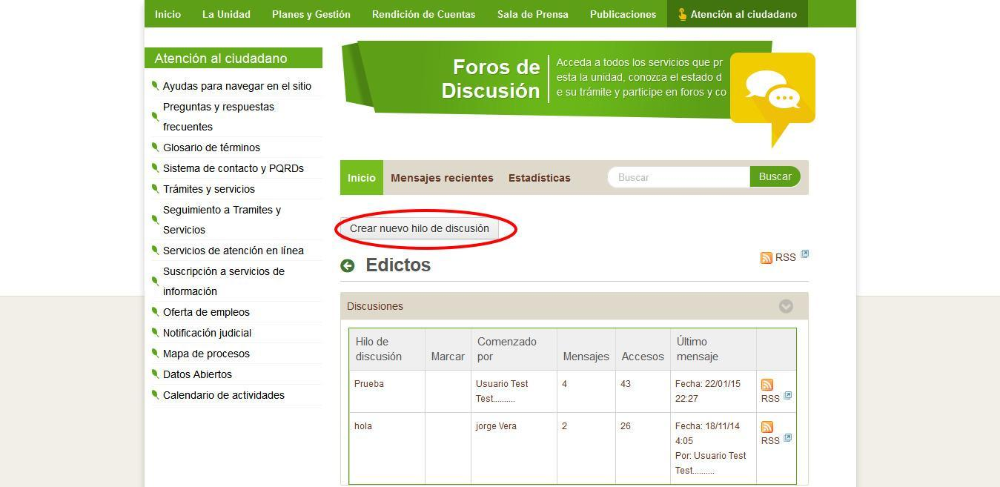 Inicio La Unidad Planes y Gestión Rendición de Cuentas Sala de Prensa Publicaciones Atención al ciudadano
Atención al ciudadano
Ayudas para navegar en el sitio
Preguntas y respuestas
frecuentes
Glosario de términos
Sistema de contacto y PQRDs
Trámites y servicios
Seguimiento a Tramites y
Servicios
Servicios de atención en línea
Suscripción a servicios de
información
Oferta de empleos
Notificación judicial
Mapa de procesos
Datos Abiertos
Calendario de actividades
Foros de
Discusión
Acceda a todos los servicios que pr
esta la unidad, conozca el estado d
e su trámite y participe en foros y co
Inicio Mensajes recientes Estadísticas Buscar Buscar
Crear nuevo hilo de discusión
Edictos
RSS
Discusiones
Hilo de
discusión
Marcar
Comenzado
por
Mensajes
Accesos
Último
mensaje
Prueba
Usuario Test
Test..........
4
43
Fecha: 22/01/15
22:27
RSS
hola
jorge Vera
2
26
Fecha: 18/11/14
4:05
Por: Usuario Test
Test..........
RSS